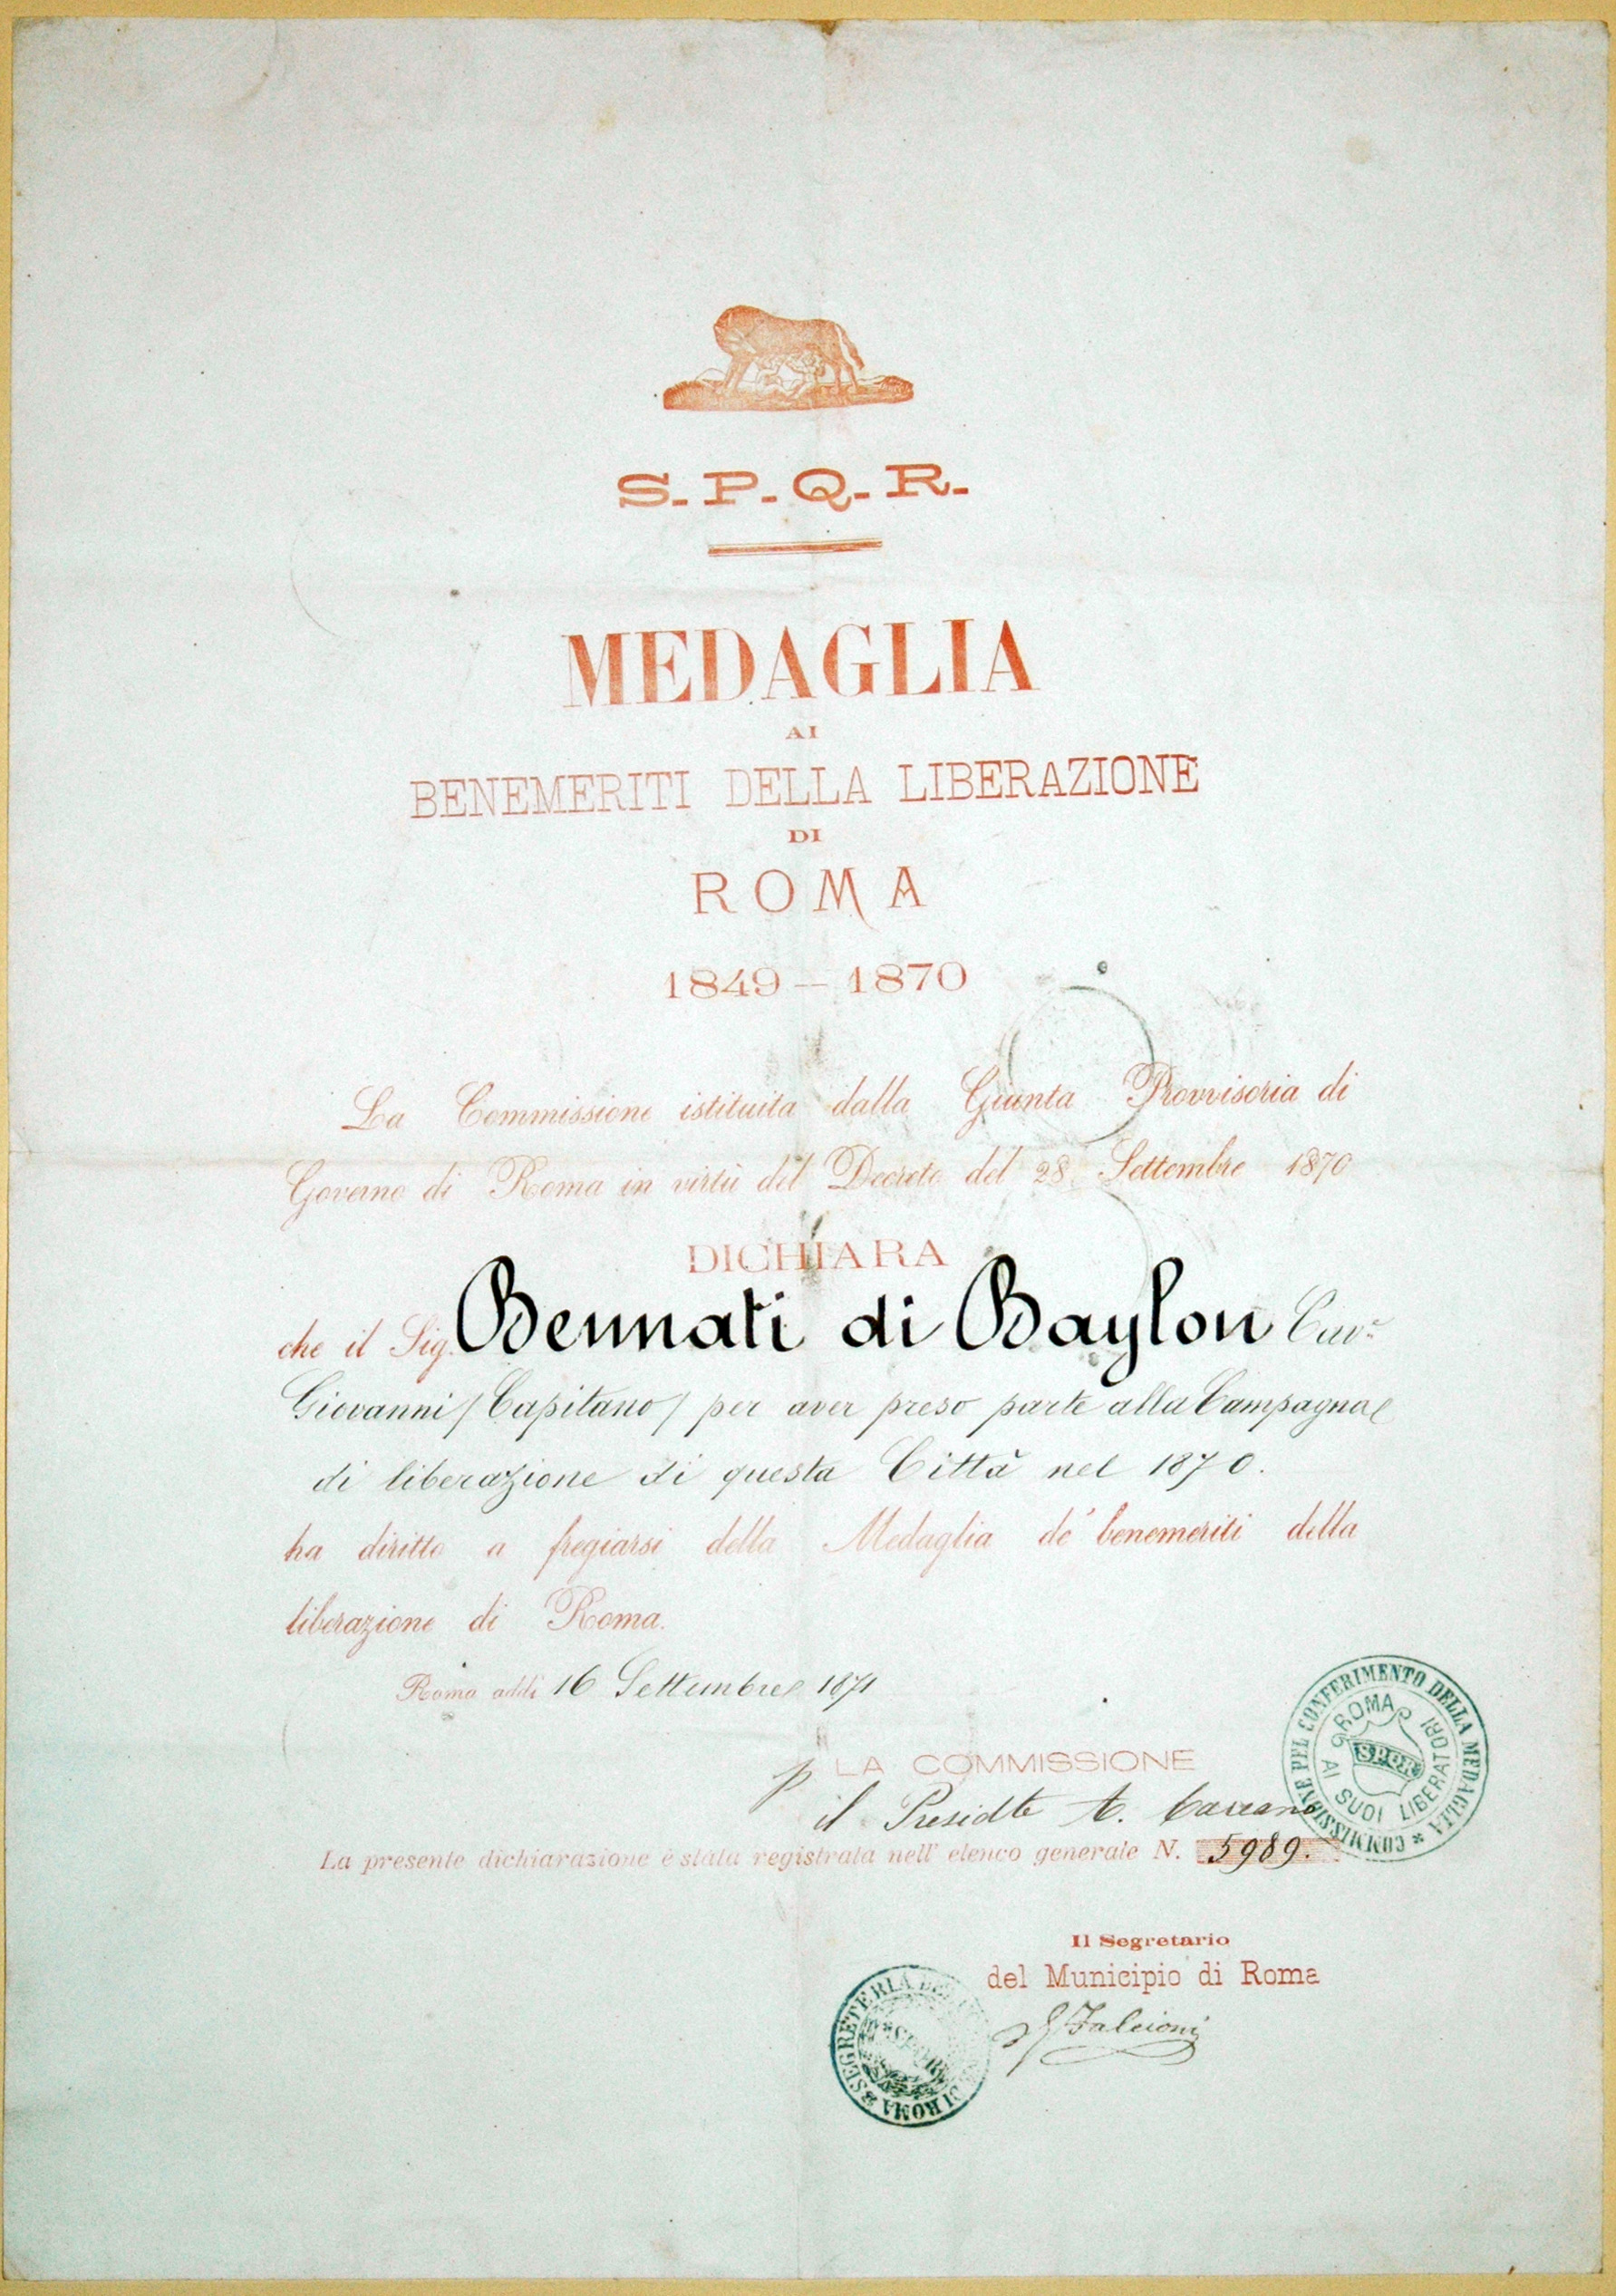 S.P.Q.R.
MEDAGLIA
AI
BENEMERITI DELLA LIBERAZIONE
DI
ROMA
1849 – 1870
La Commissione istituita dalla Giunta Provvisoria di
Governo di Roma in virtù del Decreto del 28 Settembre 1870
DICHIARA
che il Sig. Bennati di Baylon Cavre
Giovanni / Capitano / per aver preso parte alla Campagna
di liberazione di questa Città nel 1870.
ha diritto a fregiarsi della Medaglia de' benemeriti della
liberazione di Roma.
Roma addì 16 Settembre 1871
p LA COMMISSIONE
il Presidte
COMMISSIONE PEL CONFERIMENTO DELLA MEDAGLIA *
ROMA AI SUOI LIBERATORI
SPQR
La presente dichiarazione è stata registrata nell' elenco generale N. 5989.
Il Segretario
del Municipio di Roma
Falcioni
SEGRETERIA DI ROMA
SPQR